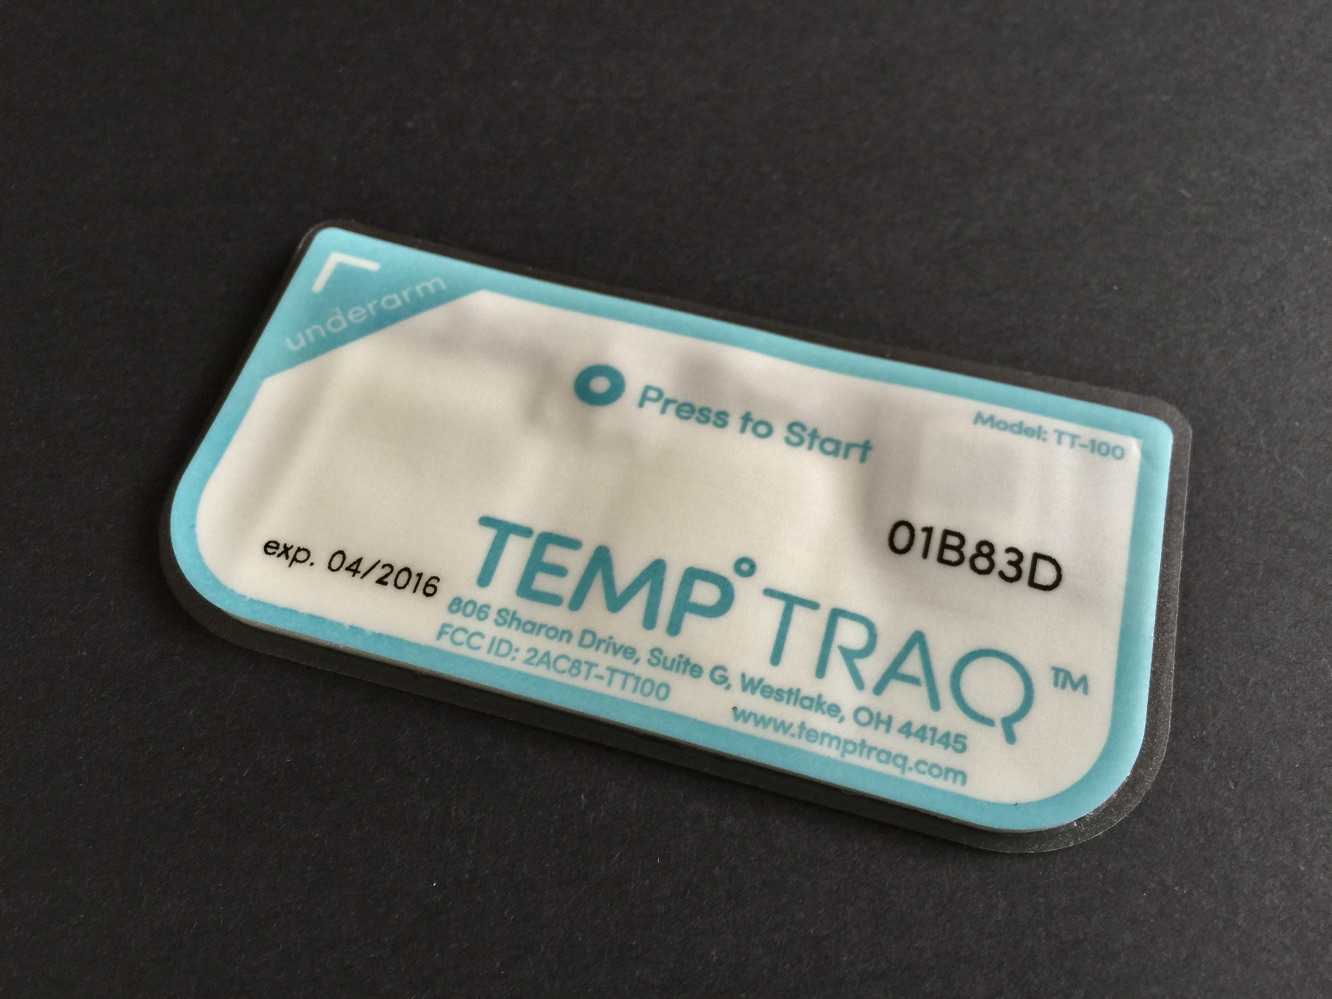 underarm
Press to Start
Model: TT-100
01B83D
exp. 04/2016
TEMP°TRAQ™
806 Sharon Drive, Suite G, Westlake, OH 44145
FCC ID: 2AC8T-TT100
www.temptraq.com